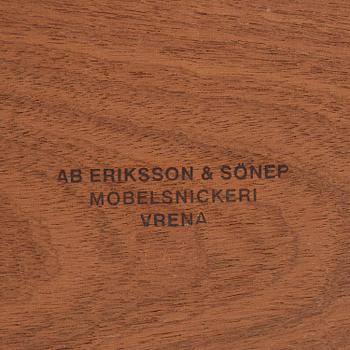 AB ERIKSSON & SÖNER
MÖBELSNICKERI
VRENA